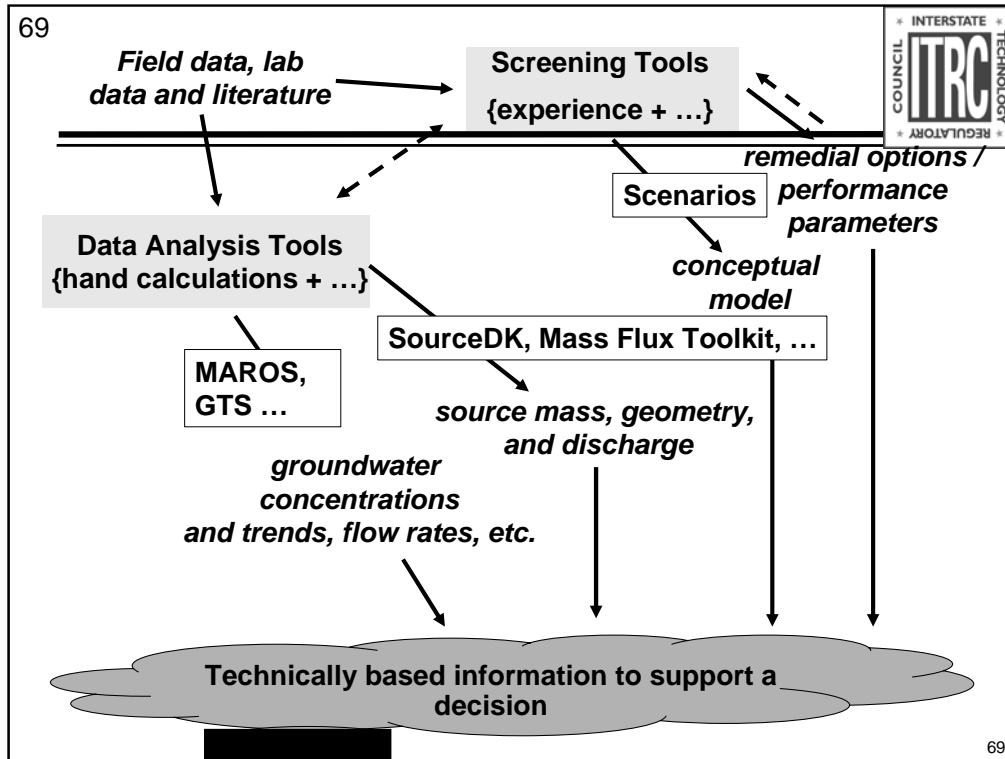 69
INTERSTATE
TECHNOLOGY
REGULATORY
COUNCIL
ITRC
Field data, lab
data and literature
Screening Tools
{experience + …}
remedial options /
performance
parameters
Scenarios
Data Analysis Tools
{hand calculations + …}
conceptual
model
SourceDK, Mass Flux Toolkit, …
MAROS,
GTS …
source mass, geometry,
and discharge
groundwater
concentrations
and trends, flow rates, etc.
Technically based information to support a
decision
69